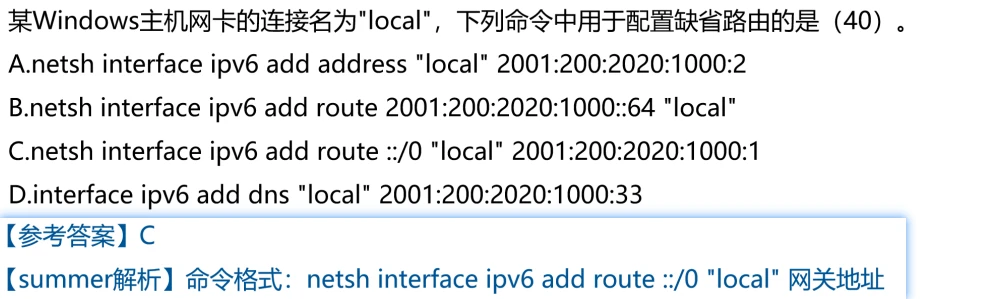 某Windows主机网卡的连接名为"local"，下列命令中用于配置缺省路由的是（40）。
A.netsh interface ipv6 add address "local" 2001:200:2020:1000:2
B.netsh interface ipv6 add route 2001:200:2020:1000::64 "local"
C.netsh interface ipv6 add route ::/0 "local" 2001:200:2020:1000:1
D.interface ipv6 add dns "local" 2001:200:2020:1000:33
【参考答案】C
【summer解析】命令格式：netsh interface ipv6 add route ::/0 "local" 网关地址